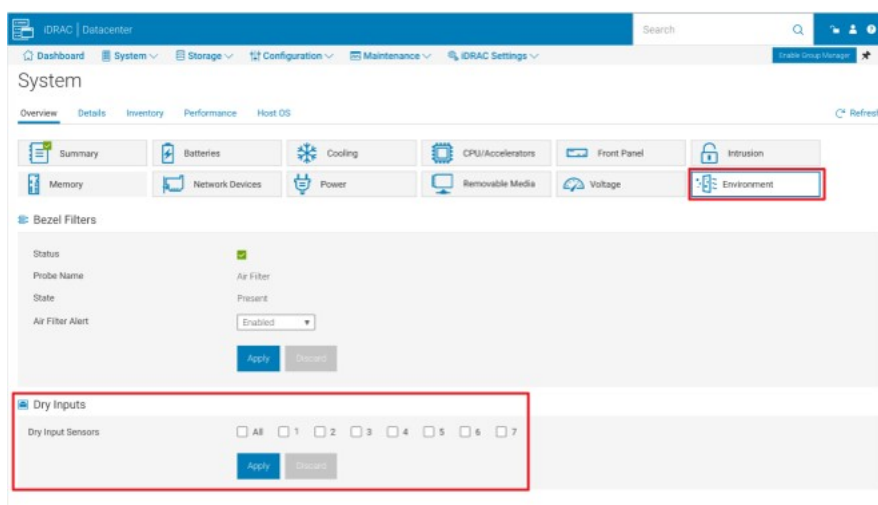 iDRAC | Datacenter Search
Dashboard System Storage Configuration Maintenance iDRAC Settings Enable Group Manager
System
Overview Details Inventory Performance Host OS Refresh
Summary Batteries Cooling CPU/Accelerators Front Panel Intrusion
Memory Network Devices Power Removable Media Voltage Environment
Bezel Filters
Status
Probe Name Air Filter
State Present
Air Filter Alert Enabled
Apply Discard
Dry Inputs
Dry Input Sensors All 1 2 3 4 5 6 7
Apply Discard